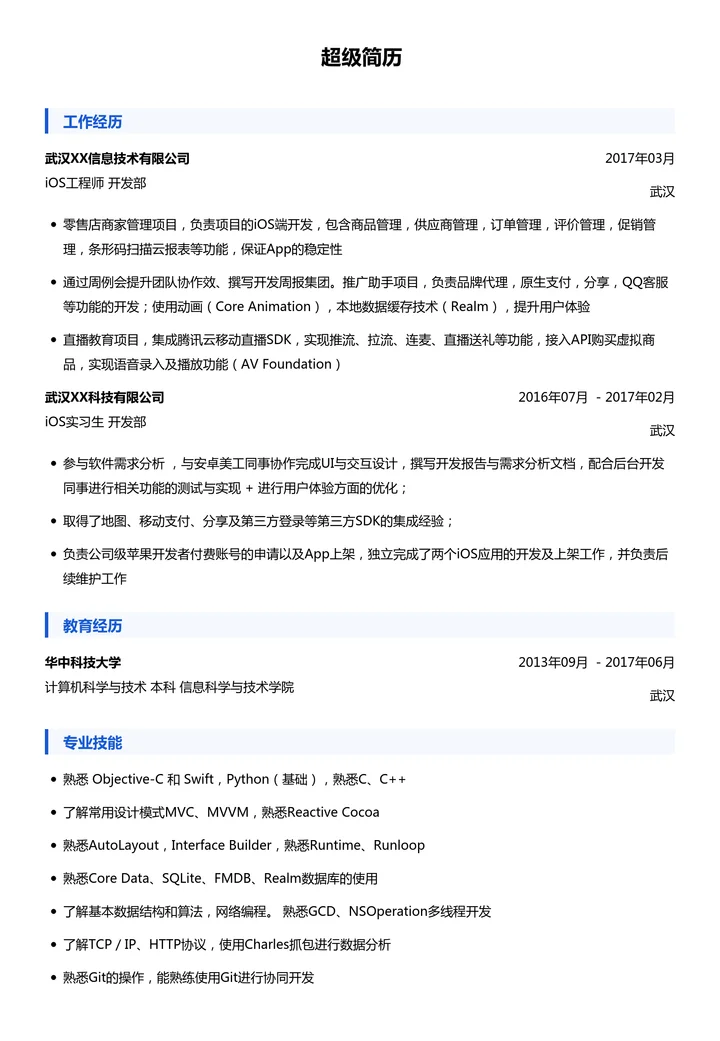 超级简历
工作经历
武汉XX信息技术有限公司 2017年03月
iOS工程师 开发部
武汉
• 零售店商家管理项目，负责项目的iOS端开发，包含商品管理，供应商管理，订单管理，评价管理，促销管
理，条形码扫描云报表等功能，保证App的稳定性
• 通过周例会提升团队协作效、撰写开发周报集团。推广助手项目，负责品牌代理，原生支付，分享，QQ客服
等功能的开发；使用动画（Core Animation），本地数据缓存技术（Realm），提升用户体验
• 直播教育项目，集成腾讯云移动直播SDK，实现推流、拉流、连麦、直播送礼等功能，接入API购买虚拟商
品，实现语音录入及播放功能（AV Foundation）
武汉XX科技有限公司 2016年07月 - 2017年02月
iOS实习生 开发部
武汉
• 参与软件需求分析 ，与安卓美工同事协作完成UI与交互设计，撰写开发报告与需求分析文档，配合后台开发
同事进行相关功能的测试与实现 + 进行用户体验方面的优化；
• 取得了地图、移动支付、分享及第三方登录等第三方SDK的集成经验；
• 负责公司级苹果开发者付费账号的申请以及App上架，独立完成了两个iOS应用的开发及上架工作，并负责后
续维护工作
教育经历
华中科技大学 2013年09月 - 2017年06月
计算机科学与技术 本科 信息科学与技术学院
武汉
专业技能
• 熟悉 Objective-C 和 Swift，Python（基础），熟悉C、C++
• 了解常用设计模式MVC、MVVM，熟悉Reactive Cocoa
• 熟悉AutoLayout，Interface Builder，熟悉Runtime、Runloop
• 熟悉Core Data、SQLite、FMDB、Realm数据库的使用
• 了解基本数据结构和算法，网络编程。 熟悉GCD、NSOperation多线程开发
• 了解TCP / IP、HTTP协议，使用Charles抓包进行数据分析
• 熟悉Git的操作，能熟练使用Git进行协同开发